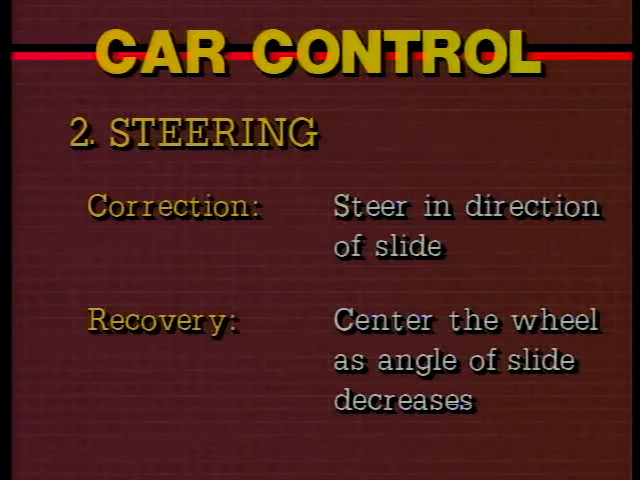 CAR CONTROL
2. STEERING
Correction: Steer in direction
of slide
Recovery: Center the wheel
as angle of slide
decreases